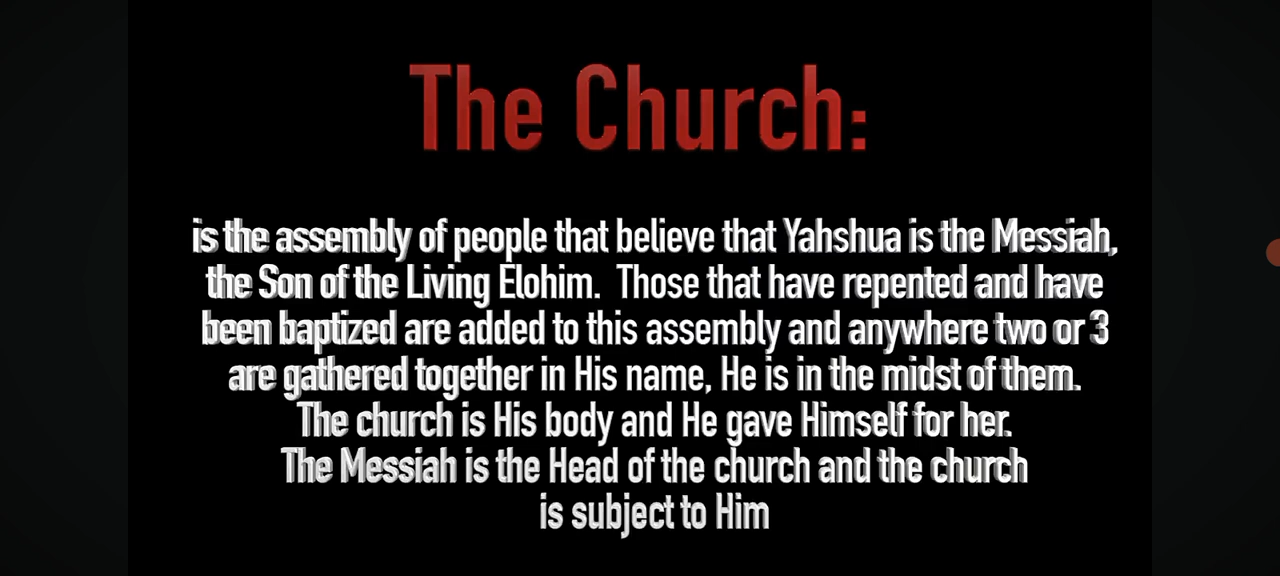 The Church:
is the assembly of people that believe that Yahshua is the Messiah,
the Son of the Living Elohim.  Those that have repented and have
been baptized are added to this assembly and anywhere two or 3
are gathered together in His name, He is in the midst of them.
The church is His body and He gave Himself for her.
The Messiah is the Head of the church and the church
is subject to Him